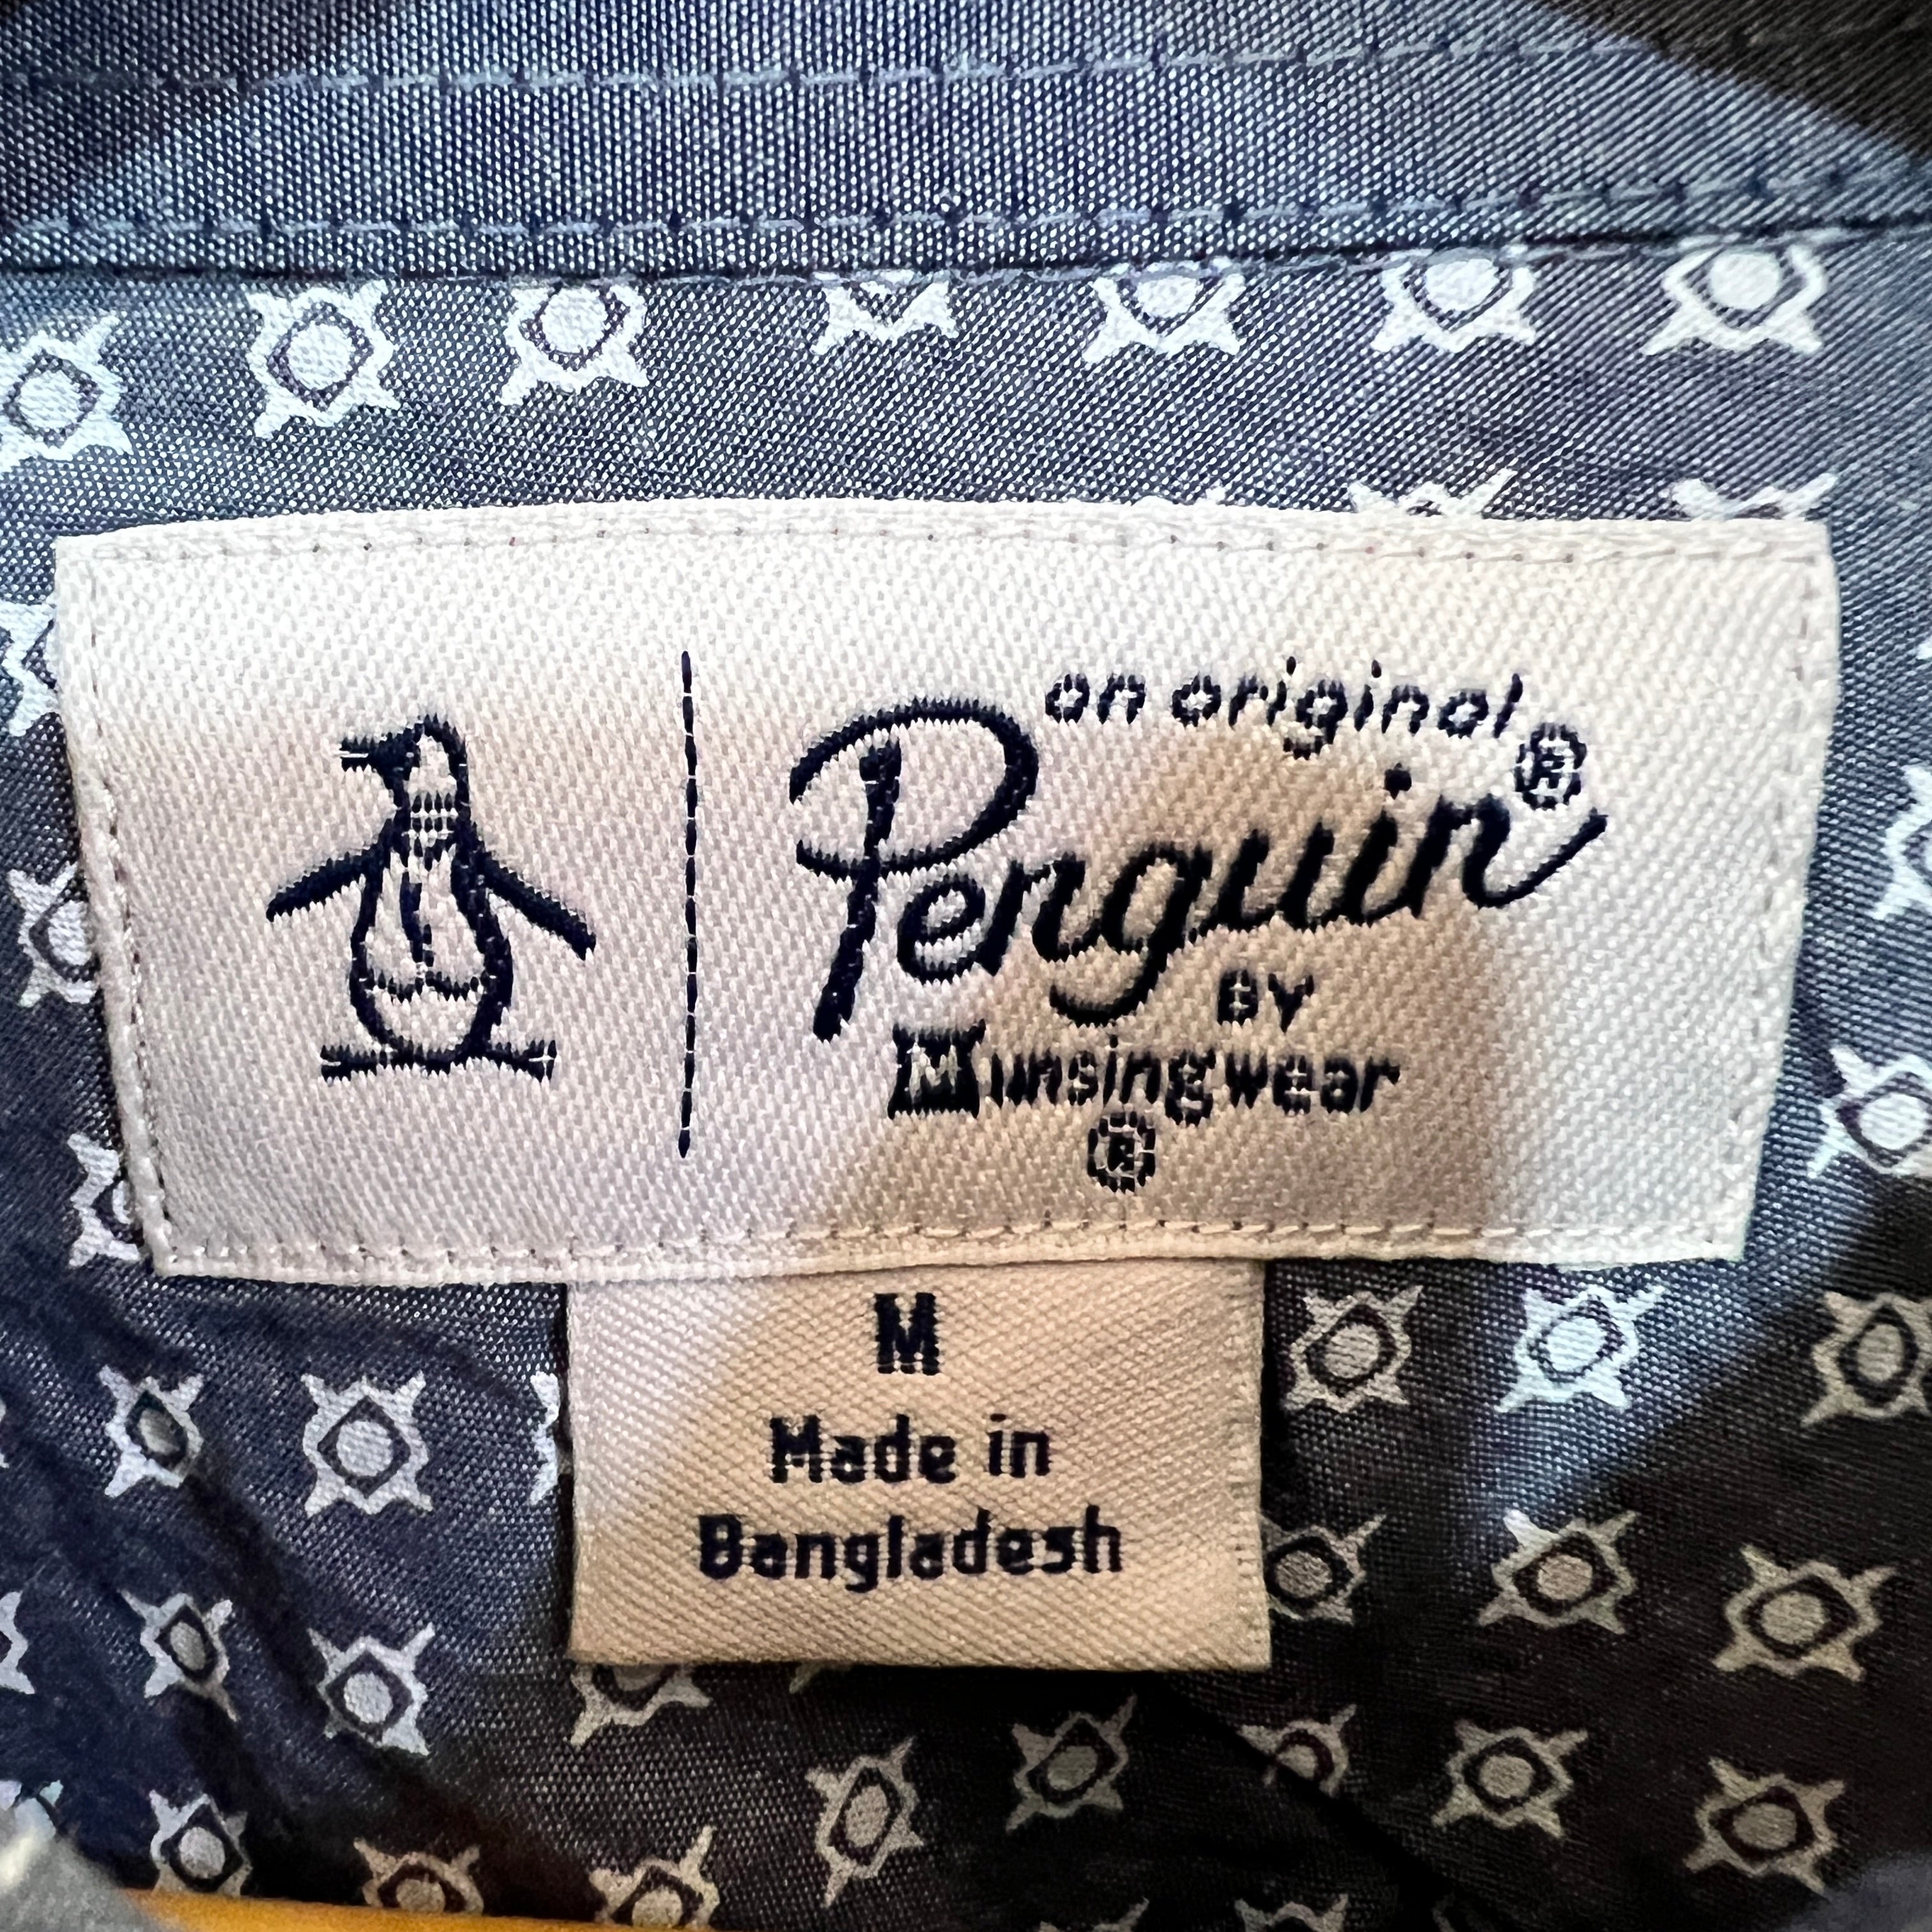 an original
Penguin®
BY
Munsingwear
®
M
Made in
Bangladesh